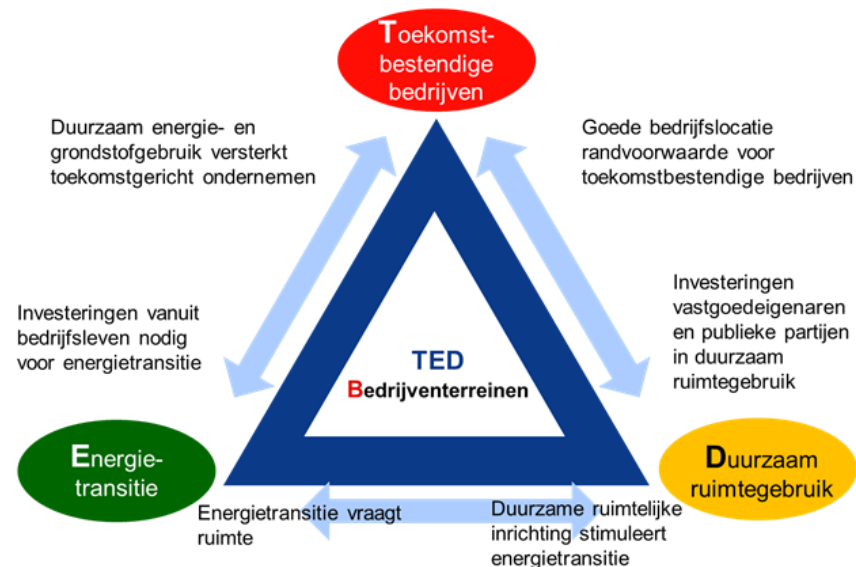 Toekomst-
bestendige
bedrijven
Duurzaam energie- en
grondstofgebruik versterkt
toekomstgericht ondernemen
Goede bedrijfslocatie
randvoorwaarde voor
toekomstbestendige bedrijven
Investeringen vanuit
bedrijfsleven nodig
voor energietransitie
Investeringen
vastgoedeigenaren
en publieke partijen
in duurzaam
ruimtegebruik
TED
Bedrijventerreinen
Energie-
transitie
Duurzaam
ruimtegebruik
Energietransitie vraagt
ruimte
Duurzame ruimtelijke
inrichting stimuleert
energietransitie